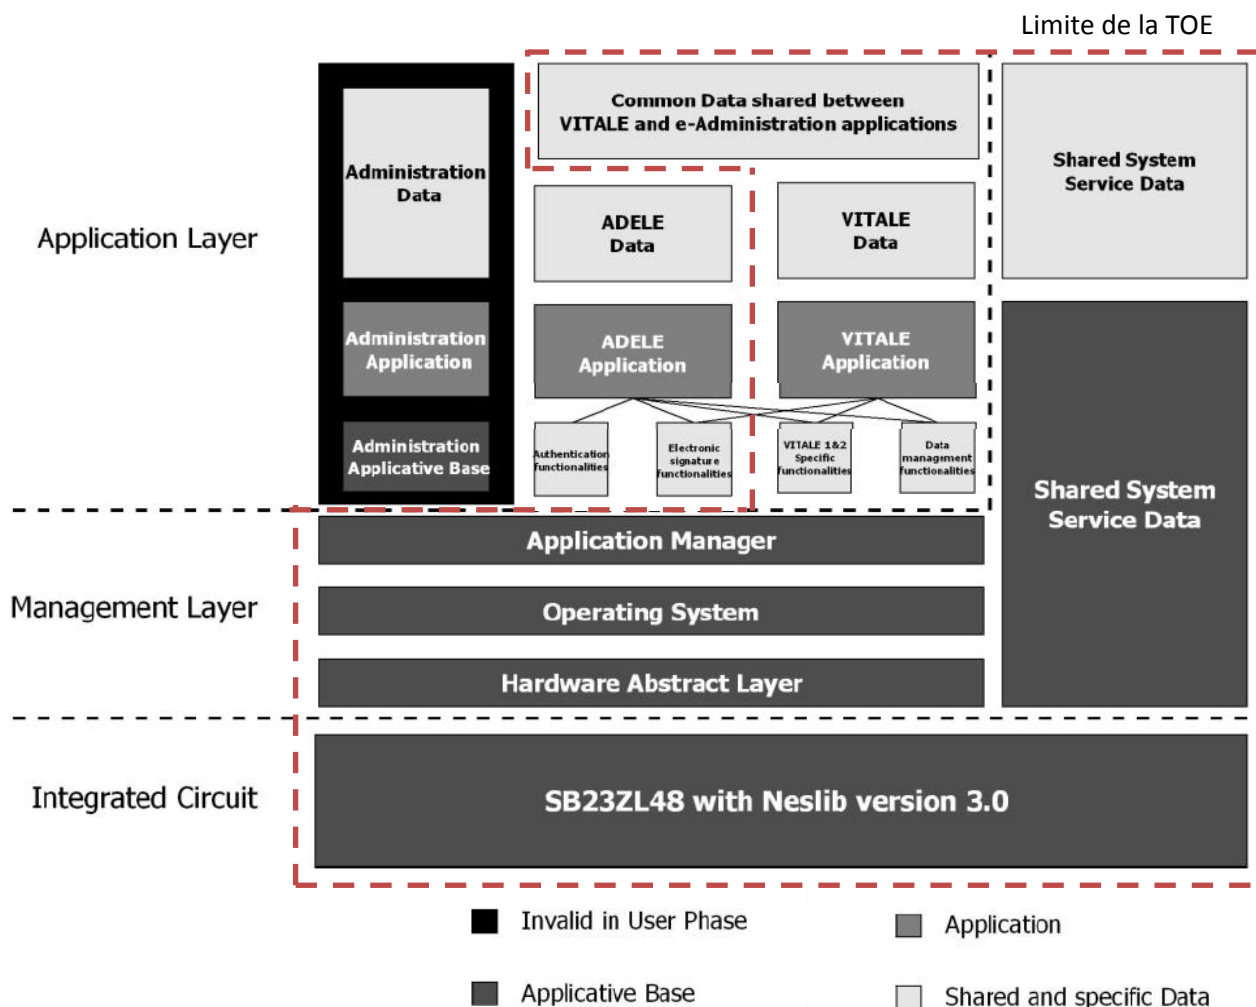 Limite de la TOE
Common Data shared between
VITALE and e-Administration applications
Administration
Data
Shared System
Service Data
ADELE
Data
VITALE
Data
Application Layer
Administration
Application
ADELE
Application
VITALE
Application
Administration
Applicative Base
Authentication
functionalities
Electronic
signature
functionalities
VITALE 1&2
Specific
functionalities
Data
management
functionalities
Shared System
Service Data
Application Manager
Management Layer
Operating System
Hardware Abstract Layer
Integrated Circuit
SB23ZL48 with Neslib version 3.0
Invalid in User Phase
Application
Applicative Base
Shared and specific Data